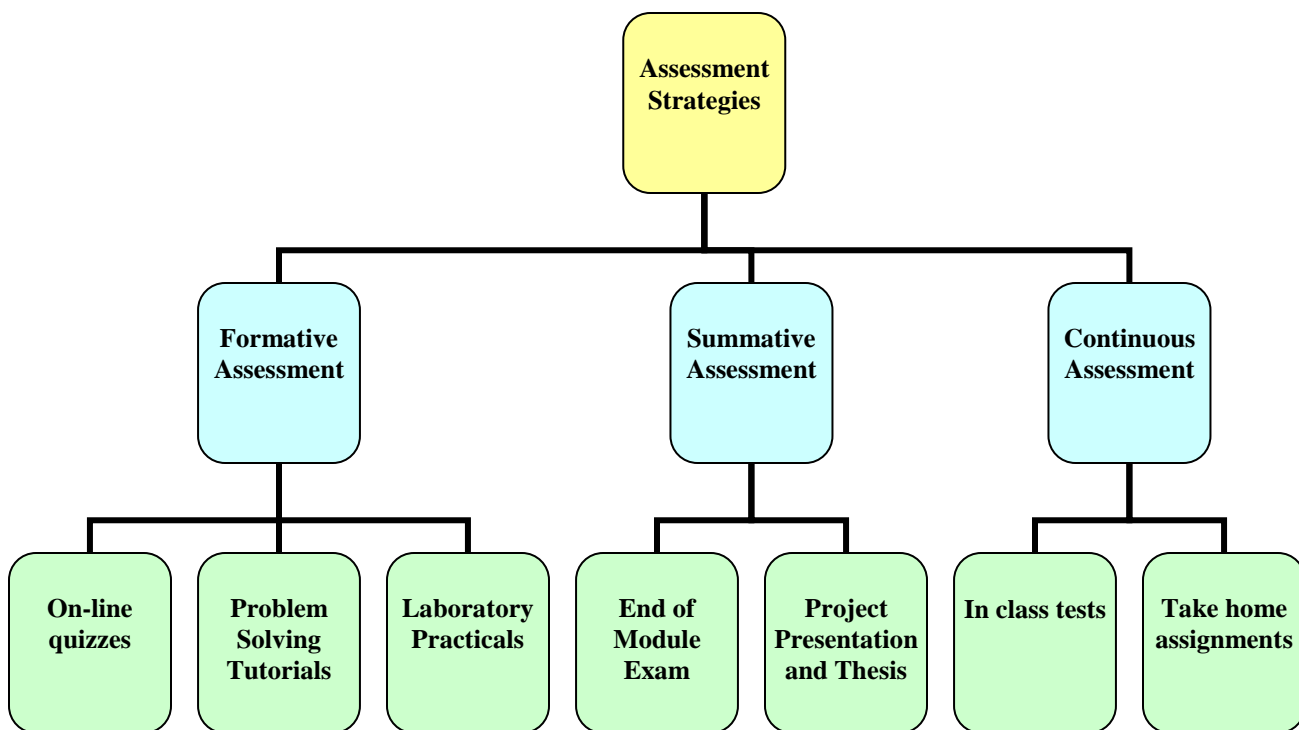 Assessment
Strategies
Formative
Assessment
Summative
Assessment
Continuous
Assessment
On-line
quizzes
Problem
Solving
Tutorials
Laboratory
Practicals
End of
Module
Exam
Project
Presentation
and Thesis
In class tests
Take home
assignments